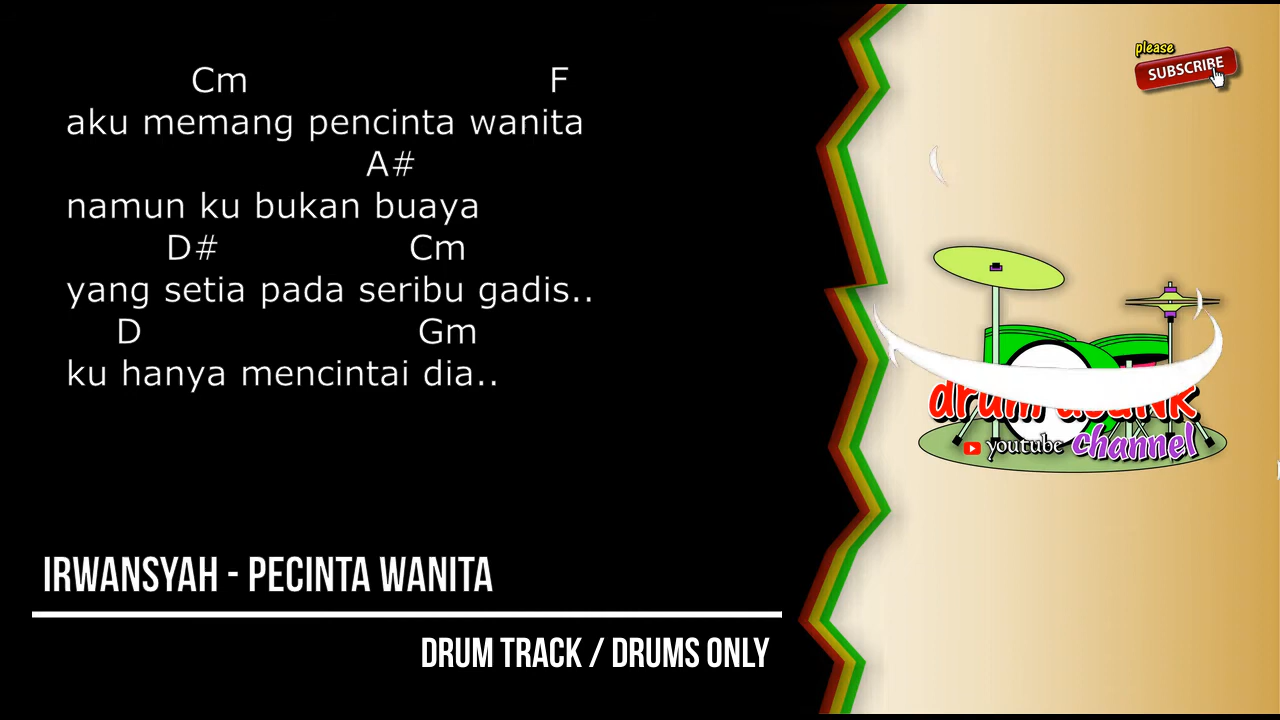 Cm F
aku memang pencinta wanita
A#
namun ku bukan buaya
D# Cm
yang setia pada seribu gadis..
D Gm
ku hanya mencintai dia..
IRWANSYAH - PECINTA WANITA
DRUM TRACK / DRUMS ONLY
please
SUBSCRIBE
drum
youtube channel